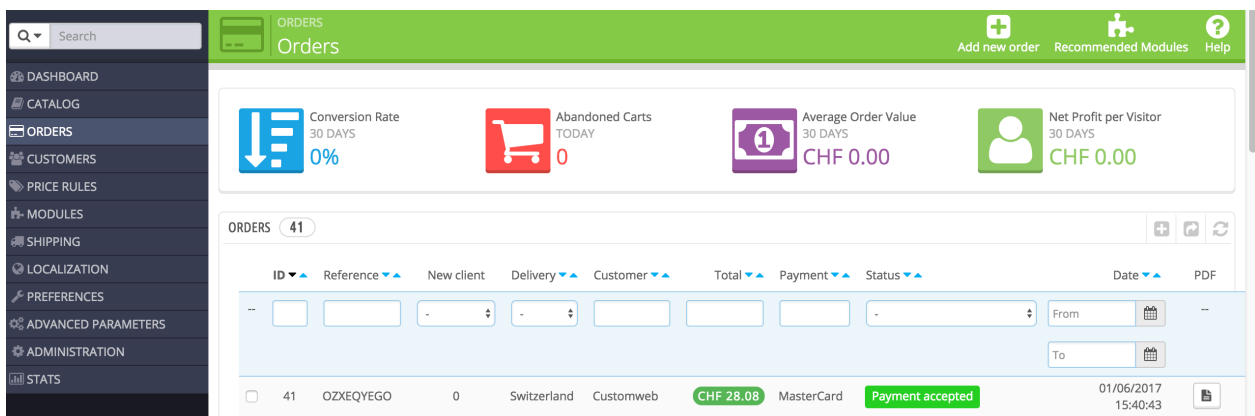 Search
DASHBOARD
CATALOG
ORDERS
CUSTOMERS
PRICE RULES
MODULES
SHIPPING
LOCALIZATION
PREFERENCES
ADVANCED PARAMETERS
ADMINISTRATION
STATS
ORDERS
Orders
Add new order Recommended Modules Help
Conversion Rate
30 DAYS
0%
Abandoned Carts
TODAY
0
Average Order Value
30 DAYS
CHF 0.00
Net Profit per Visitor
30 DAYS
CHF 0.00
ORDERS 41
ID Reference New client Delivery Customer Total Payment Status Date PDF
-- - - - From --
To
41 OZXEQYEGO 0 Switzerland Customweb CHF 28.08 MasterCard Payment accepted 01/06/2017
15:40:43